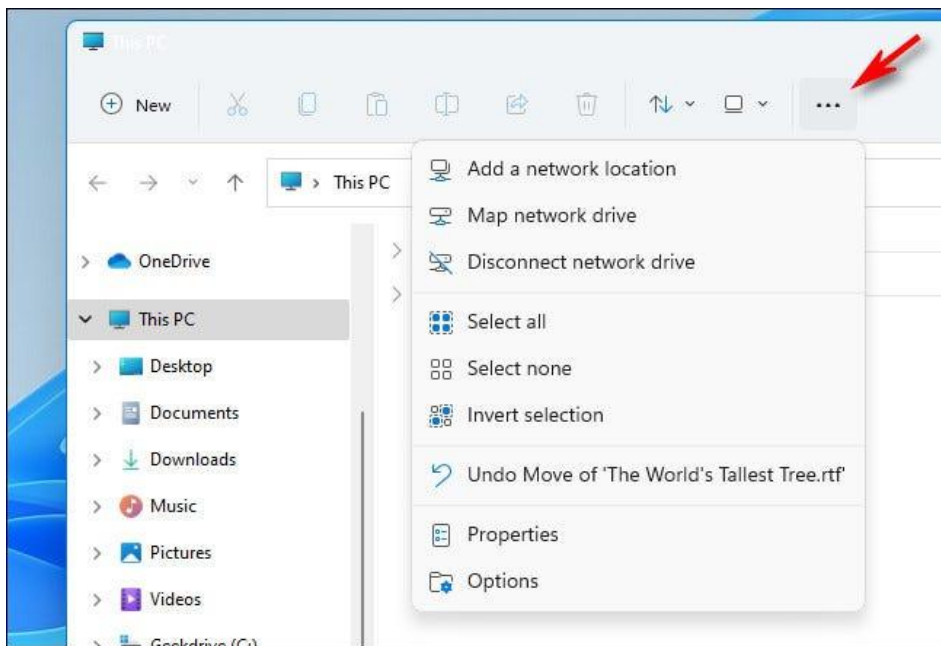 This PC
New
This PC
Add a network location
Map network drive
Disconnect network drive
Select all
Select none
Invert selection
Undo Move of 'The World's Tallest Tree.rtf'
Properties
Options
OneDrive
This PC
Desktop
Documents
Downloads
Music
Pictures
Videos
Geekdrive (C:)